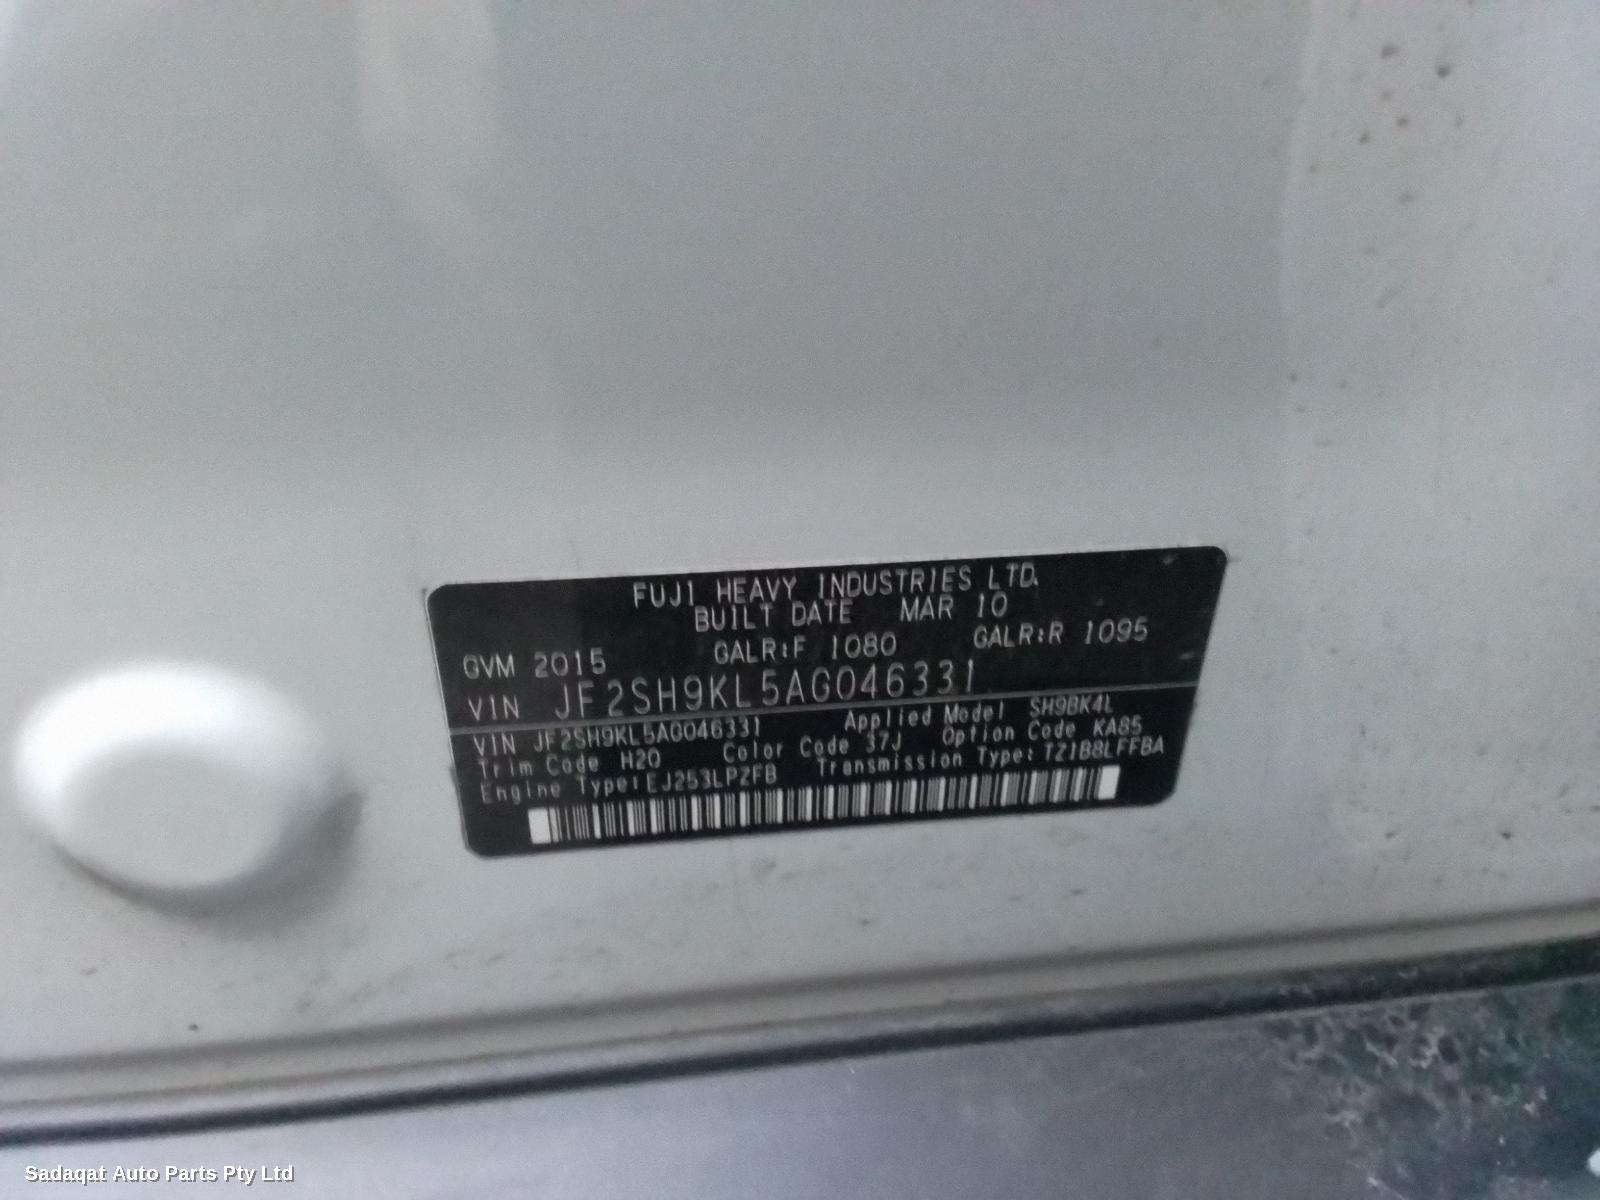 FUJI HEAVY INDUSTRIES LTD.
BUILT DATE MAR 10
GVM 2015 GALR:F 1080 GALR:R 1095
VIN JF2SH9KL5AG046331
VIN JF2SH9KL5AG046331 Applied Model SH9BK4L
Trim Code H20 Color Code 37J Option Code KA85
Engine Type:EJ253LPZFB Transmission Type:TZ1B8LFFBA
Sadaqat Auto Parts Pty Ltd